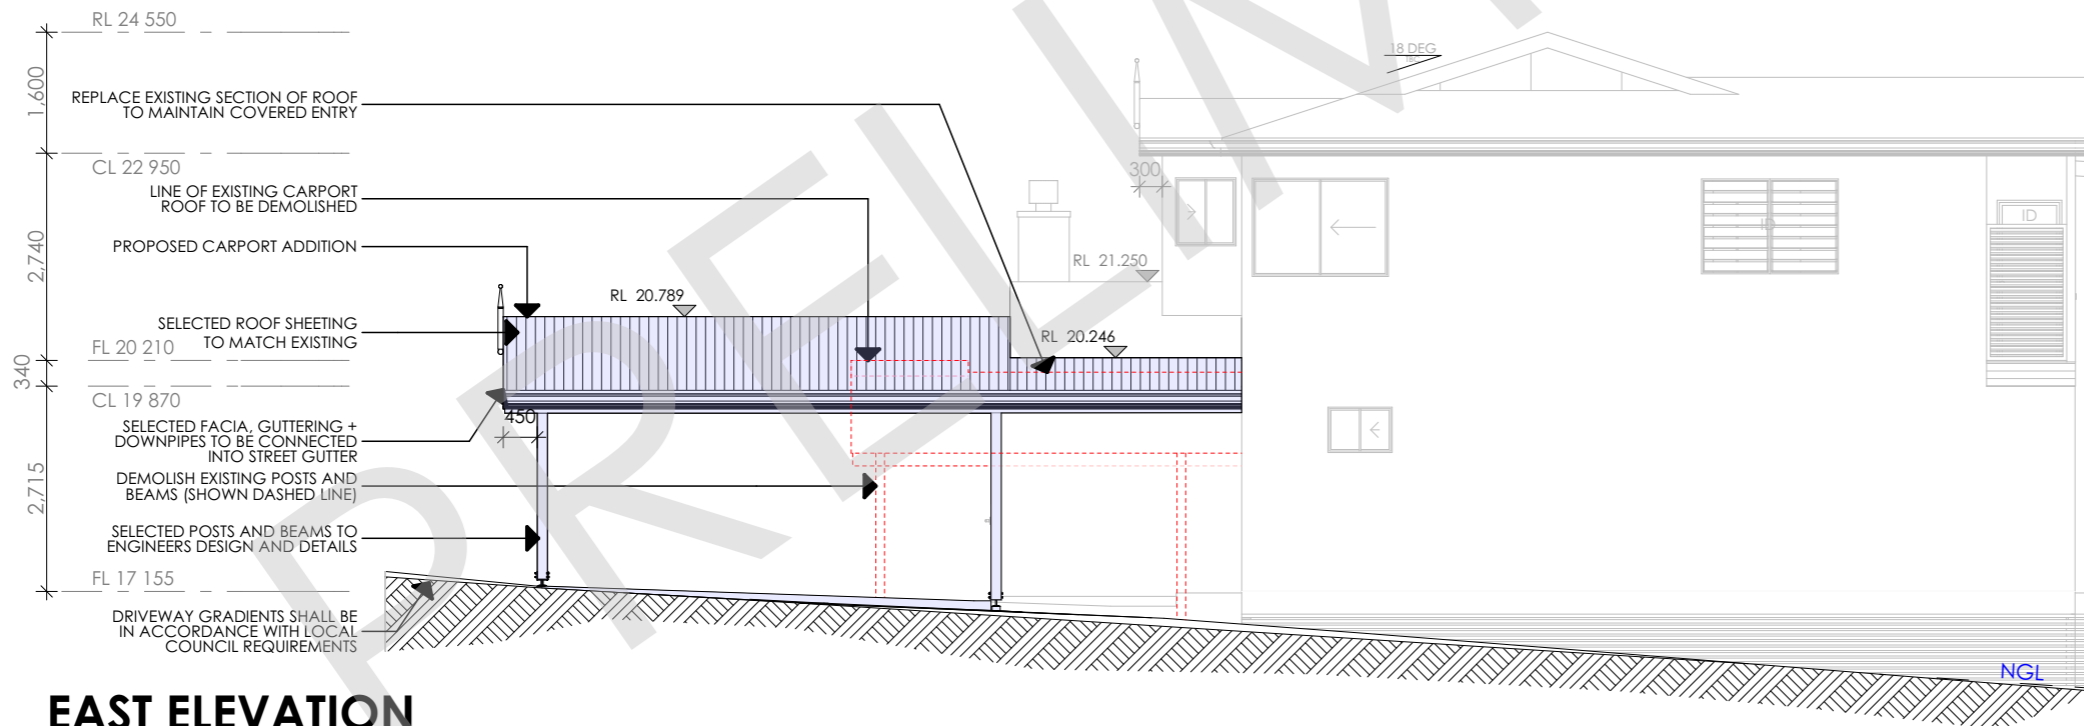 RL 24 550
1,600
REPLACE EXISTING SECTION OF ROOF
TO MAINTAIN COVERED ENTRY
CL 22 950
LINE OF EXISTING CARPORT
ROOF TO BE DEMOLISHED
2,740
PROPOSED CARPORT ADDITION
SELECTED ROOF SHEETING
TO MATCH EXISTING
FL 20 210
340
CL 19 870
SELECTED FACIA, GUTTERING +
DOWNPIPES TO BE CONNECTED
INTO STREET GUTTER
2,715
DEMOLISH EXISTING POSTS AND
BEAMS (SHOWN DASHED LINE)
SELECTED POSTS AND BEAMS TO
ENGINEERS DESIGN AND DETAILS
FL 17 155
DRIVEWAY GRADIENTS SHALL BE
IN ACCORDANCE WITH LOCAL
COUNCIL REQUIREMENTS
18 DEG
300
RL 21.250
RL 20.789
RL 20.246
450
ID
ID
NGL
PRELIM
EAST ELEVATION